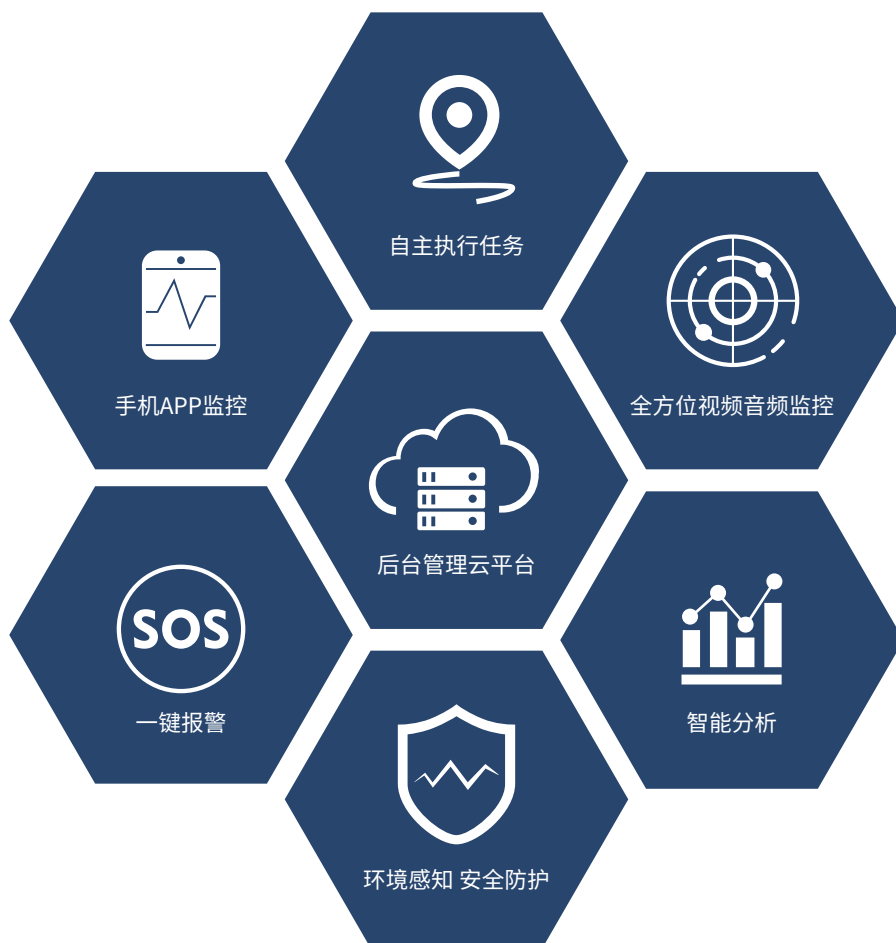 自主执行任务
手机APP监控
全方位视频音频监控
后台管理云平台
SOS
一键报警
智能分析
环境感知 安全防护